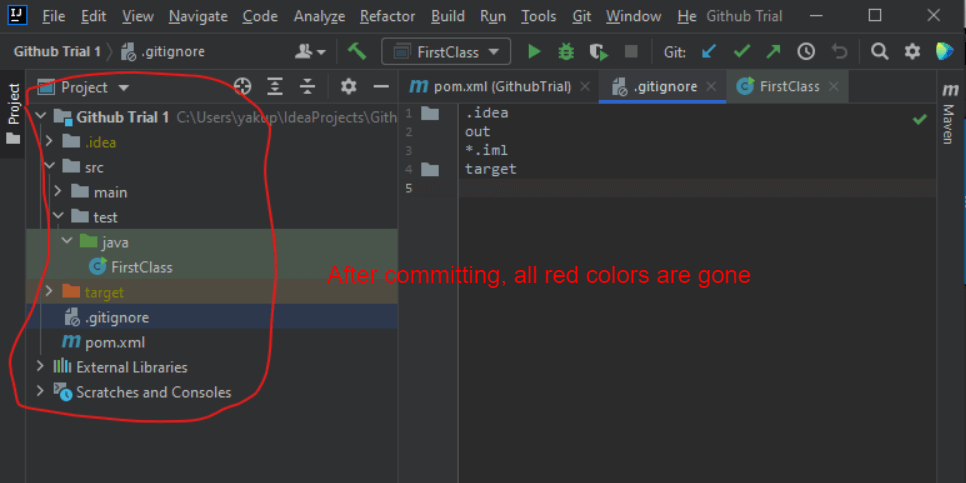 IJ File Edit View Navigate Code Analyze Refactor Build Run Tools Git Window He Github Trial
Github Trial 1 .gitignore FirstClass Git:
Project
Project
pom.xml (GithubTrial) .gitignore FirstClass
Maven
Github Trial 1 C:\Users\yakup\IdeaProjects\Gith
.idea
src
main
test
java
FirstClass
target
.gitignore
pom.xml
External Libraries
Scratches and Consoles
1 .idea
2 out
3 *.iml
4 target
5
After committing, all red colors are gone